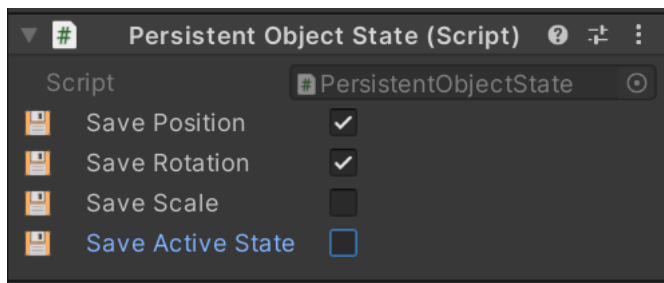 Persistent Object State (Script)
Script PersistentObjectState
Save Position
Save Rotation
Save Scale
Save Active State